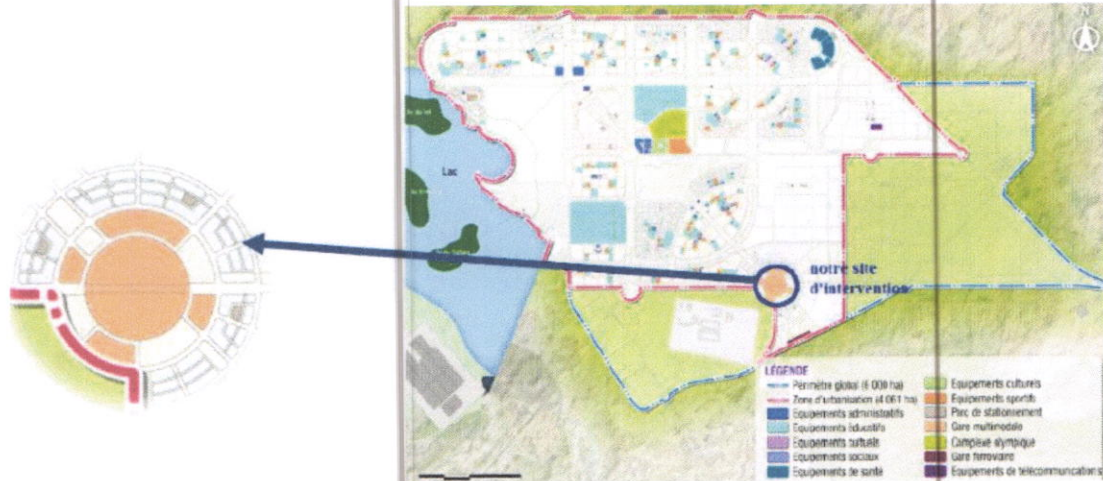 N
Lac
notre site
d'intervention
LÉGENDE
Périmètre global (6 000 ha)
Zone d'urbanisation (4 061 ha)
Equipements administratifs
Equipements éducatifs
Equipements cultuels
Equipements sociaux
Equipements de santé
Equipements culturels
Equipements sportifs
Parc de stationnement
Gare multimodale
Complexe olympique
Gare ferroviaire
Equipements de télécommunications